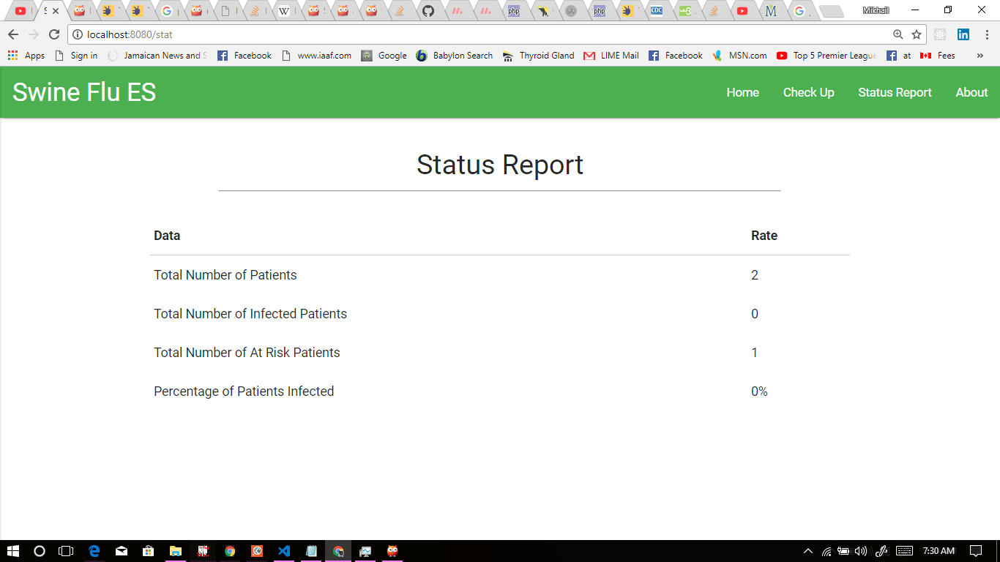 Mikhail
localhost:8080/stat
Apps Sign in Jamaican News and S Facebook www.iaaf.com Google Babylon Search Thyroid Gland LIME Mail Facebook MSN.com Top 5 Premier League Facebook at Fees »
Swine Flu ES Home Check Up Status Report About
Status Report
Data Rate
Total Number of Patients 2
Total Number of Infected Patients 0
Total Number of At Risk Patients 1
Percentage of Patients Infected 0%
7:30 AM